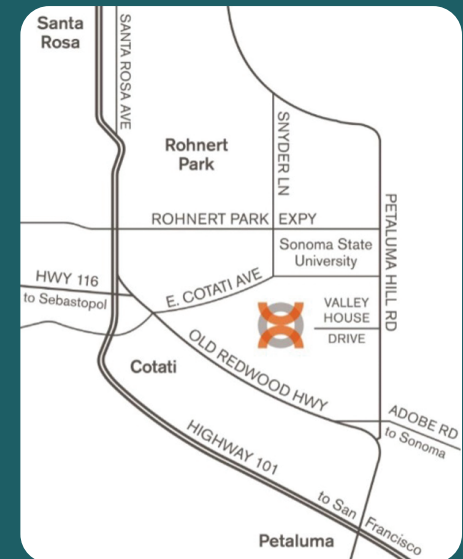 Santa
Rosa
SANTA ROSA AVE
Rohnert
Park
SNYDER LN
ROHNERT PARK EXPY
PETALUMA HILL RD
Sonoma State
University
HWY 116
to Sebastopol
E. COTATI AVE
VALLEY
HOUSE
DRIVE
Cotati
OLD REDWOOD HWY
ADOBE RD
to Sonoma
HIGHWAY 101
to San Francisco
Petaluma